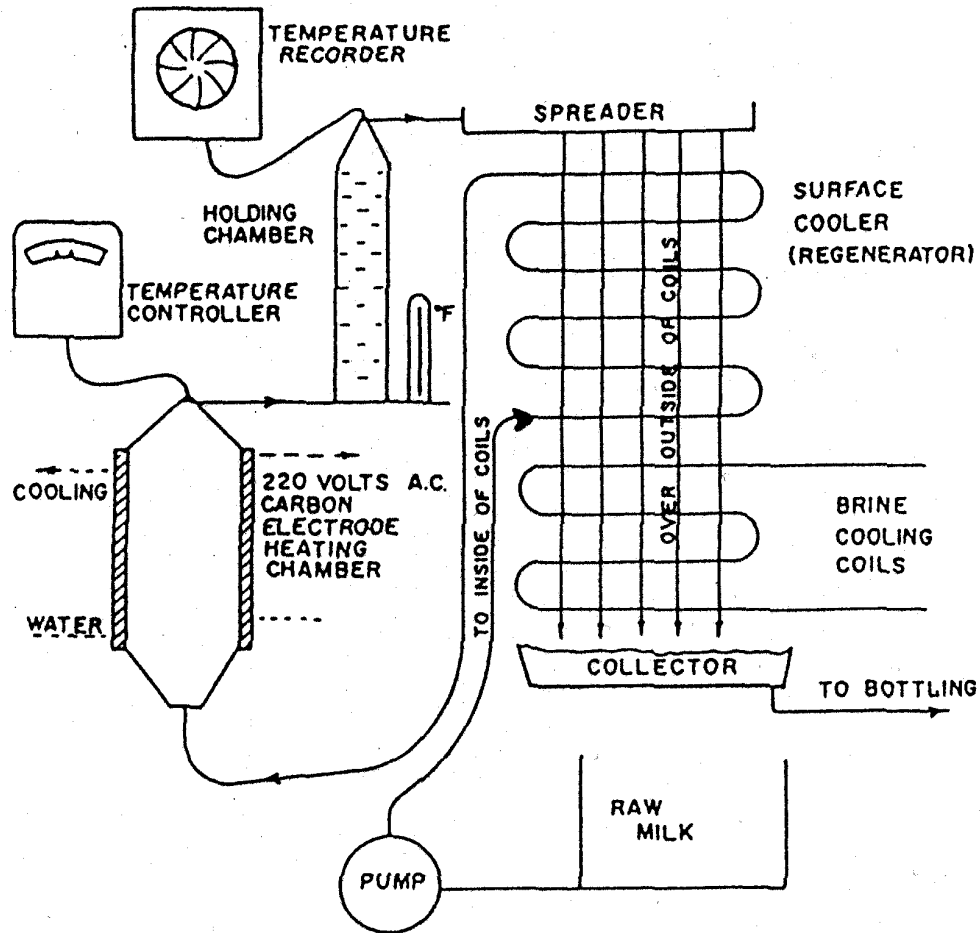 TEMPERATURE
RECORDER
SPREADER
HOLDING
CHAMBER
SURFACE
COOLER
(REGENERATOR)
TEMPERATURE
CONTROLLER
°F
OVER OUTSIDE OF COILS
TO INSIDE OF COILS
COOLING
220 VOLTS A.C.
CARBON
ELECTRODE
HEATING
CHAMBER
WATER
BRINE
COOLING
COILS
COLLECTOR
TO BOTTLING
RAW
MILK
PUMP